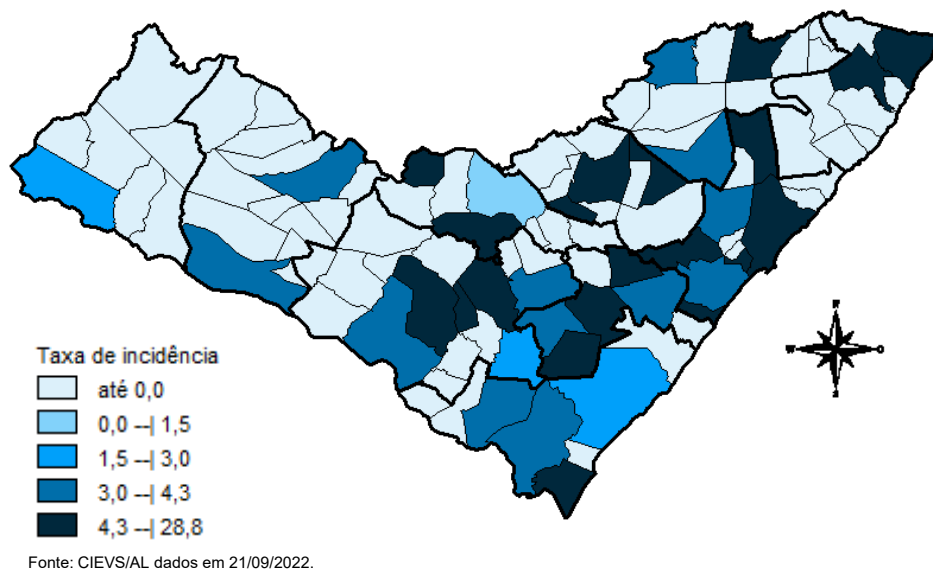 N
W
O
S
Taxa de incidência
até 0,0
0,0 --| 1,5
1,5 --| 3,0
3,0 --| 4,3
4,3 --| 28,8
Fonte: CIEVS/AL dados em 21/09/2022.